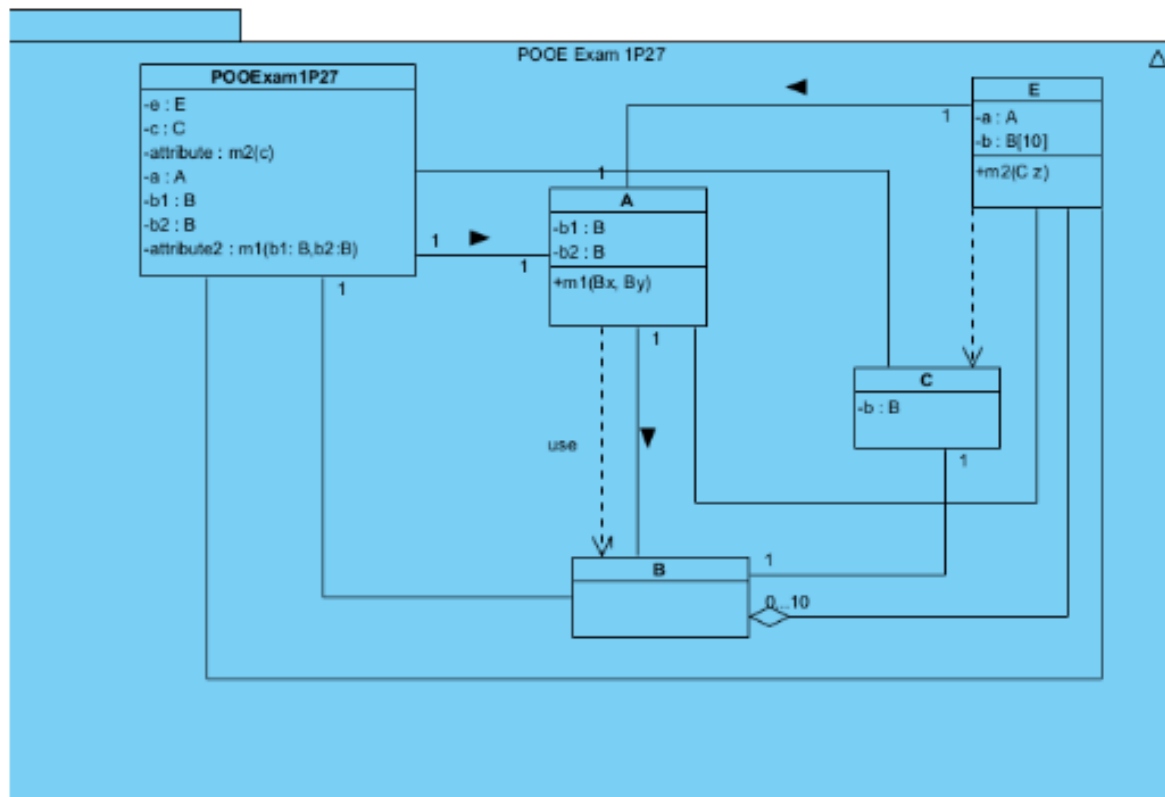 POOE Exam 1P27
POOExam1P27
-e : E
-c : C
-attribute : m2(c)
-a : A
-b1 : B
-b2 : B
-attribute2 : m1(b1: B,b2:B)
E
-a : A
-b : B[10]
+m2(C z)
1
1
A
-b1 : B
-b2 : B
+m1(Bx, By)
1
1
1
1
C
-b : B
1
use
1
B
1
0...10